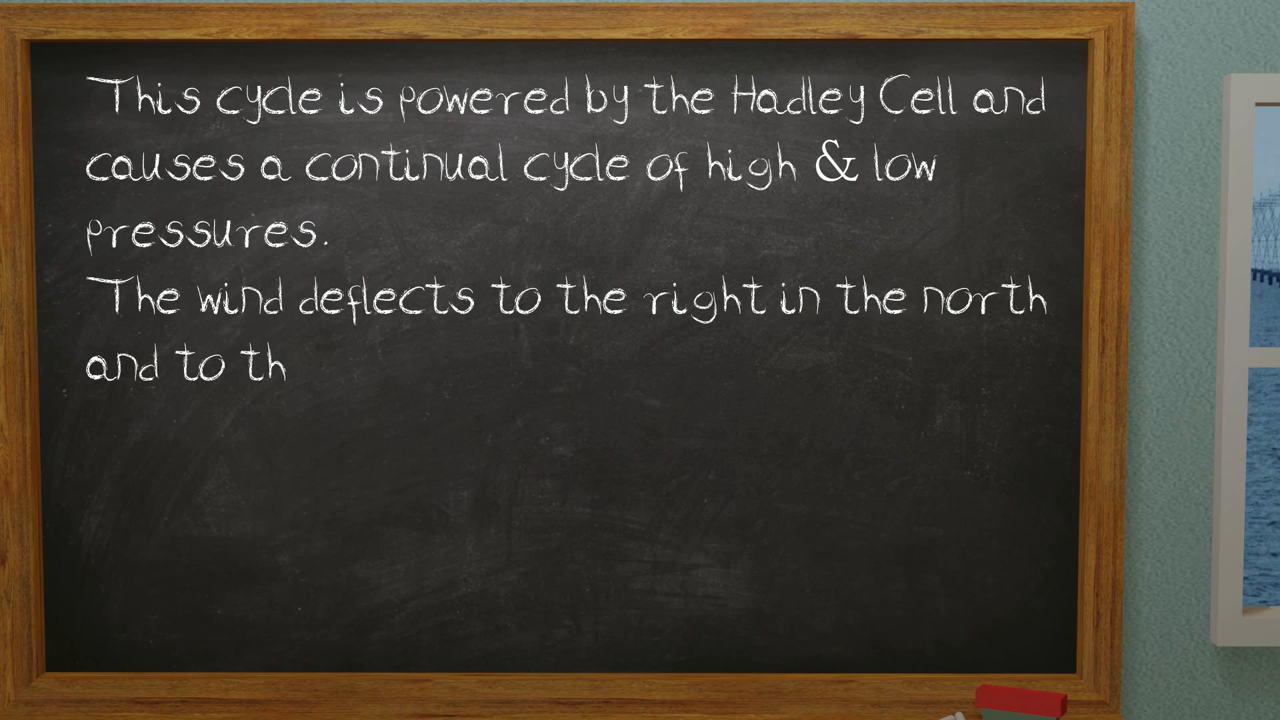 This cycle is powered by the Hadley Cell and
causes a continual cycle of high & low
pressures.
The wind deflects to the right in the north
and to th